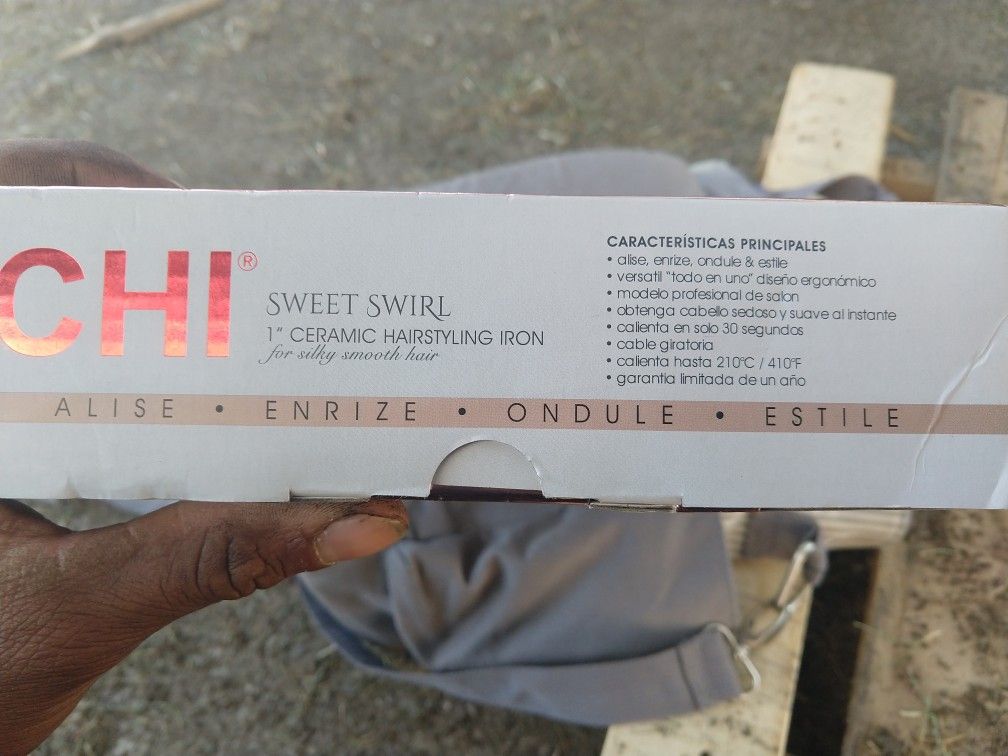 CHI®
SWEET SWIRL
1" CERAMIC HAIRSTYLING IRON
for silky smooth hair
CARACTERÍSTICAS PRINCIPALES
• alise, enrize, ondule & estile
• versatil "todo en uno" diseño ergonómico
• modelo profesional de salon
• obtenga cabello sedoso y suave al instante
• calienta en solo 30 segundos
• cable giratoria
• calienta hasta 210ºC / 410ºF
• garantia limitada de un año
ALISE • ENRIZE • ONDULE • ESTILE